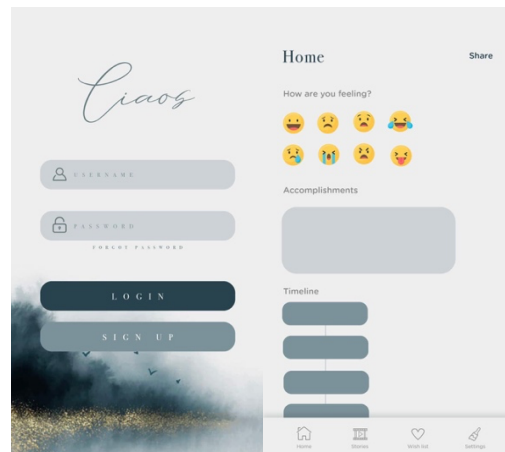 Ciaos
USERNAME
PASSWORD
FORGOT PASSWORD
LOGIN
SIGN UP
Home
Share
How are you feeling?
Accomplishments
Timeline
Home
Stories
Wish list
Settings